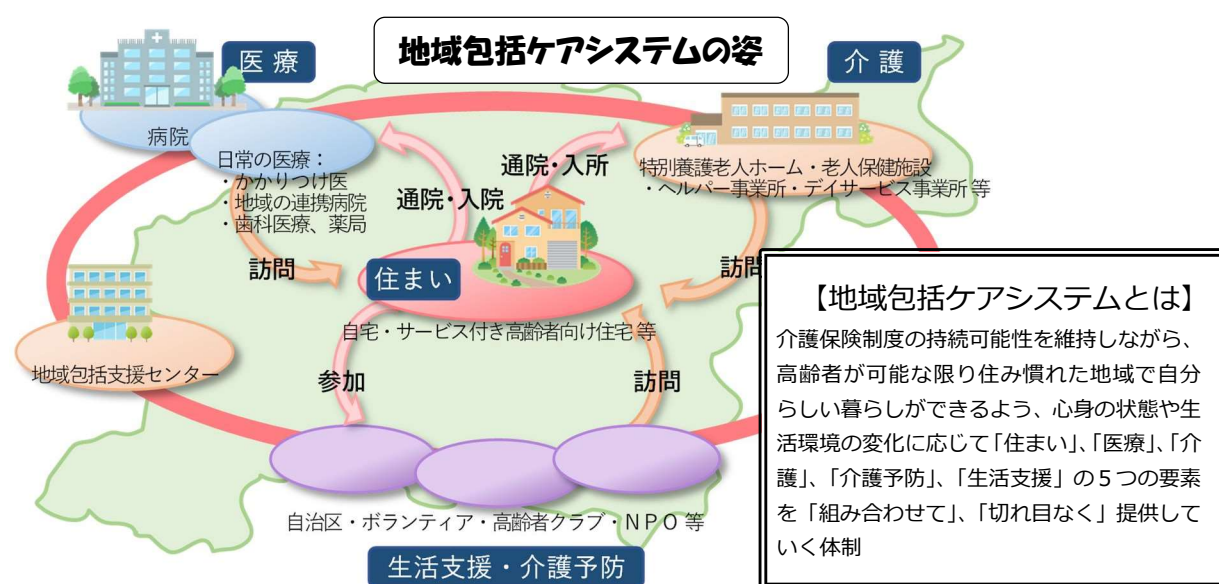 地域包括ケアシステムの姿
医療
介護
病院
日常の医療：
・かかりつけ医
・地域の連携病院
・歯科医療、薬局
通院・入院
通院・入所
特別養護老人ホーム・老人保健施設
・ヘルパー事業所・デイサービス事業所 等
訪問
住まい
訪問
自宅・サービス付き高齢者向け住宅 等
地域包括支援センター
参加
訪問
自治区・ボランティア・高齢者クラブ・ＮＰＯ 等
生活支援・介護予防
【地域包括ケアシステムとは】
介護保険制度の持続可能性を維持しながら、
高齢者が可能な限り住み慣れた地域で自分
らしい暮らしができるよう、心身の状態や生
活環境の変化に応じて「住まい」、「医療」、「介
護」、「介護予防」、「生活支援」の５つの要素
を「組み合わせて」、「切れ目なく」提供して
いく体制